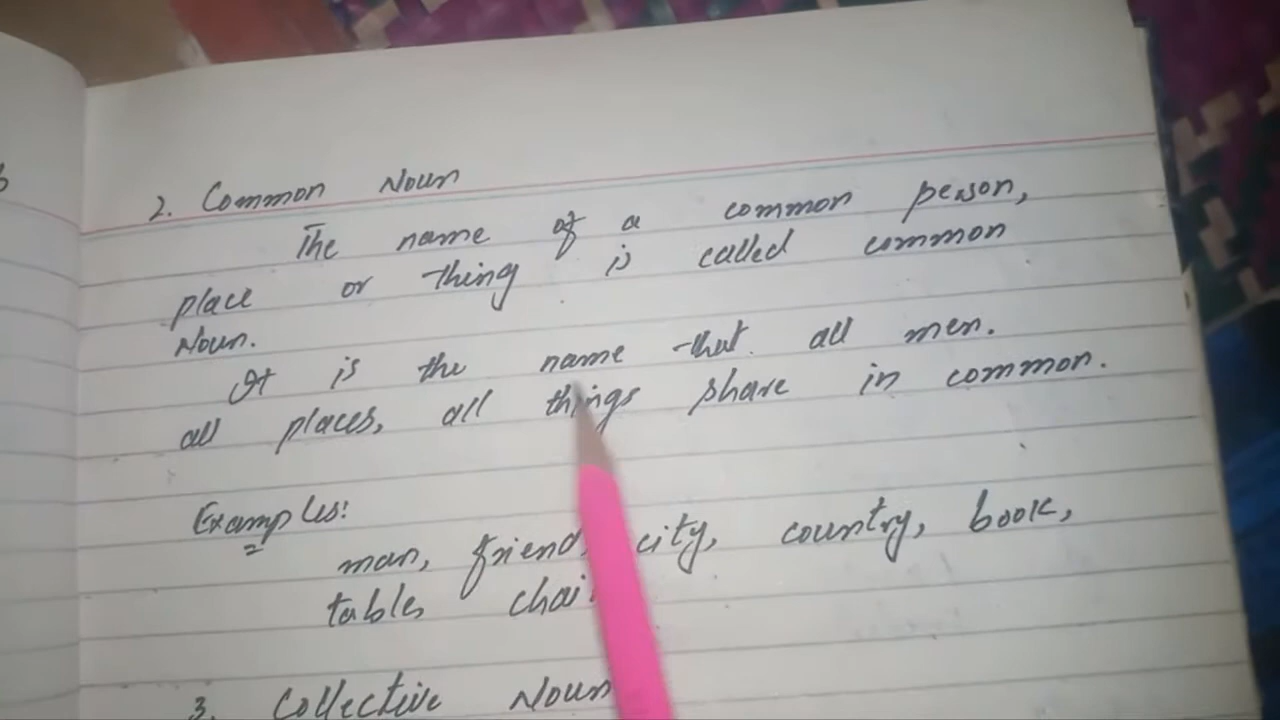 2. Common Noun
The name of a common person,
place or thing is called common
Noun.
It is the name that all men.
all places, all things share in common.
Examples:
man, friend, city, country, book,
table,
3. Collective Noun